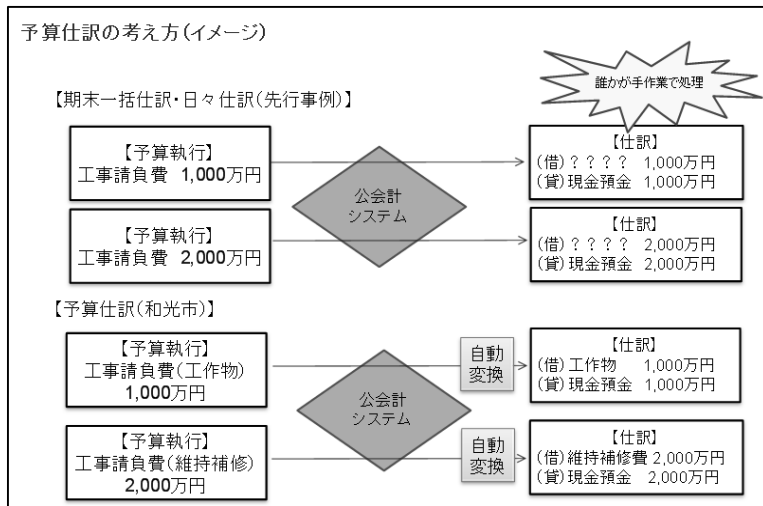 予算仕訳の考え方(イメージ)
誰かが手作業で処理
【期末一括仕訳・日々仕訳(先行事例)】
【予算執行】
工事請負費 1,000万円
公会計
システム
【仕訳】
(借)???? 1,000万円
(貸)現金預金 1,000万円
【予算執行】
工事請負費 2,000万円
【仕訳】
(借)???? 2,000万円
(貸)現金預金 2,000万円
【予算仕訳(和光市)】
【予算執行】
工事請負費(工作物)
1,000万円
公会計
システム
自動
変換
【仕訳】
(借)工作物 1,000万円
(貸)現金預金 1,000万円
【予算執行】
工事請負費(維持補修)
2,000万円
自動
変換
【仕訳】
(借)維持補修費 2,000万円
(貸)現金預金 2,000万円